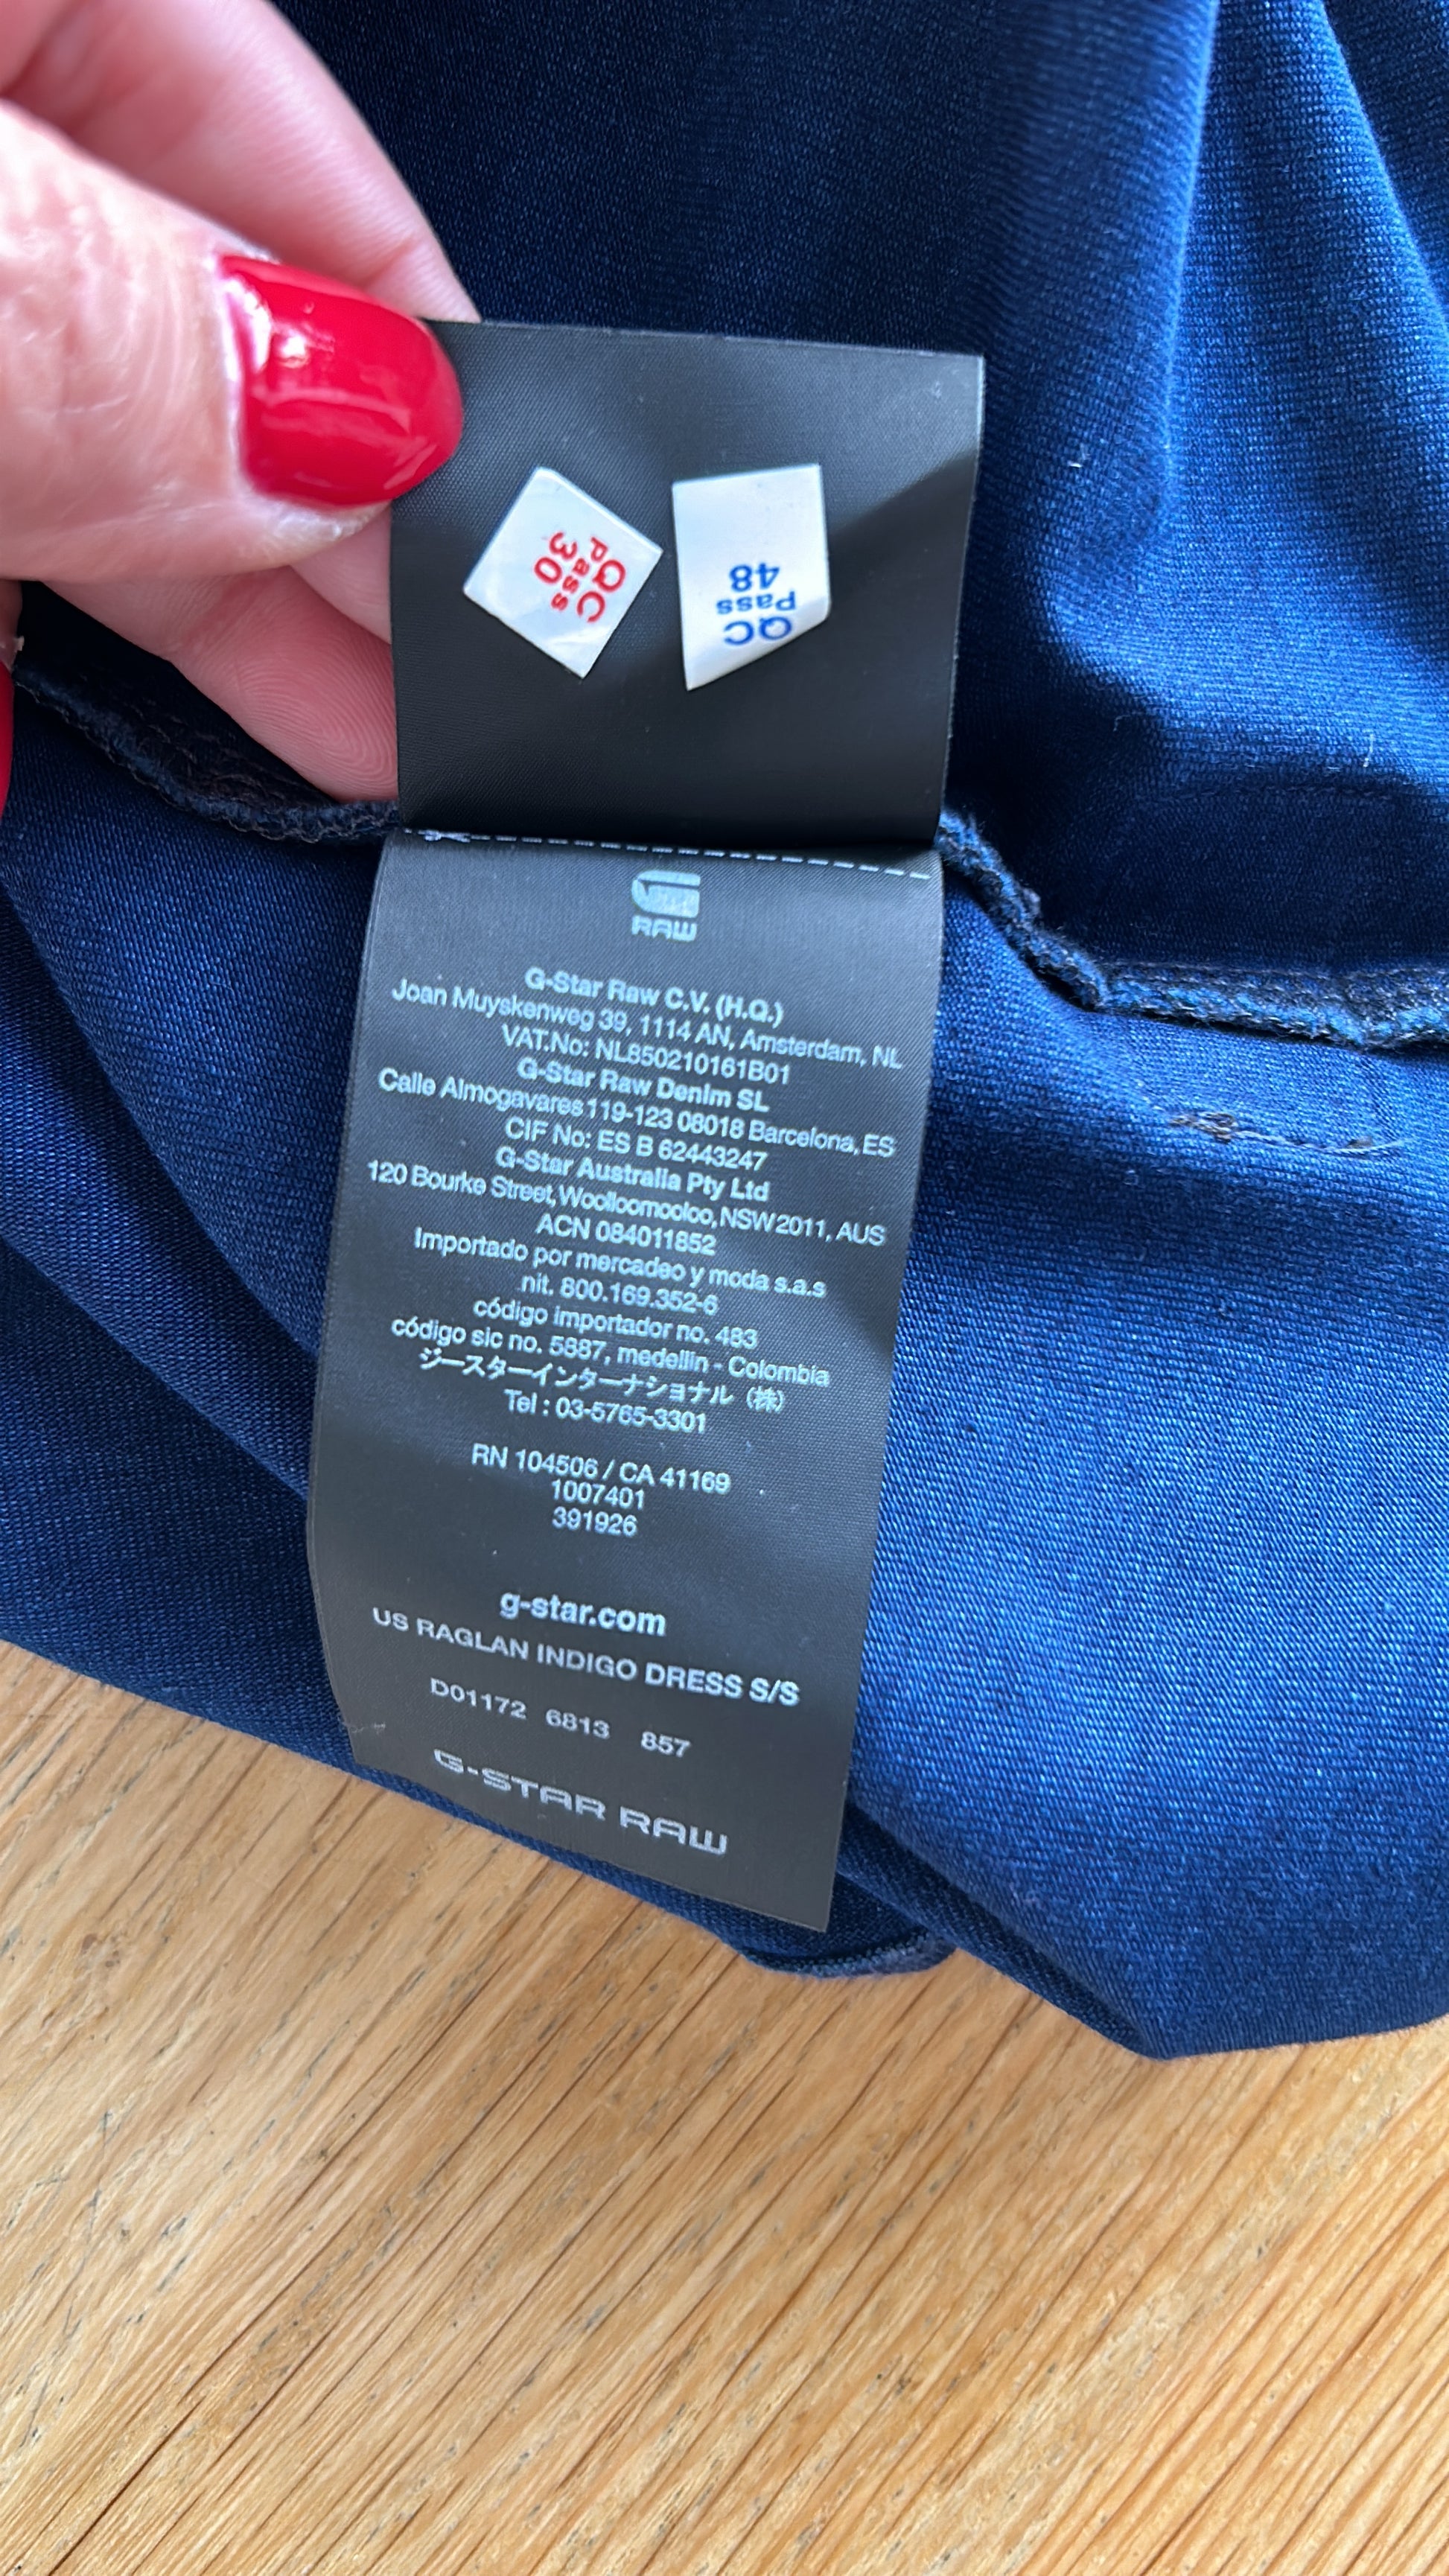 QC
Pass
30
QC
Pass
48
RAW
G-Star Raw C.V. (H.Q.)
Joan Muyskenweg 39, 1114 AN, Amsterdam, NL
VAT.No: NL850210161B01
G-Star Raw Denim SL
Calle Almogavares 119-123 08018 Barcelona, ES
CIF No: ES B 62443247
G-Star Australia Pty Ltd
120 Bourke Street, Woolloomooloo, NSW 2011, AUS
ACN 084011852
Importado por mercadeo y moda s.a.s
nit. 800.169.352-6
código importador no. 483
código sic no. 5887, medellin - Colombia
ジースターインターナショナル（株）
Tel : 03-5765-3301
RN 104506 / CA 41169
1007401
391926
g-star.com
US RAGLAN INDIGO DRESS S/S
D01172 6813 857
G-STAR RAW